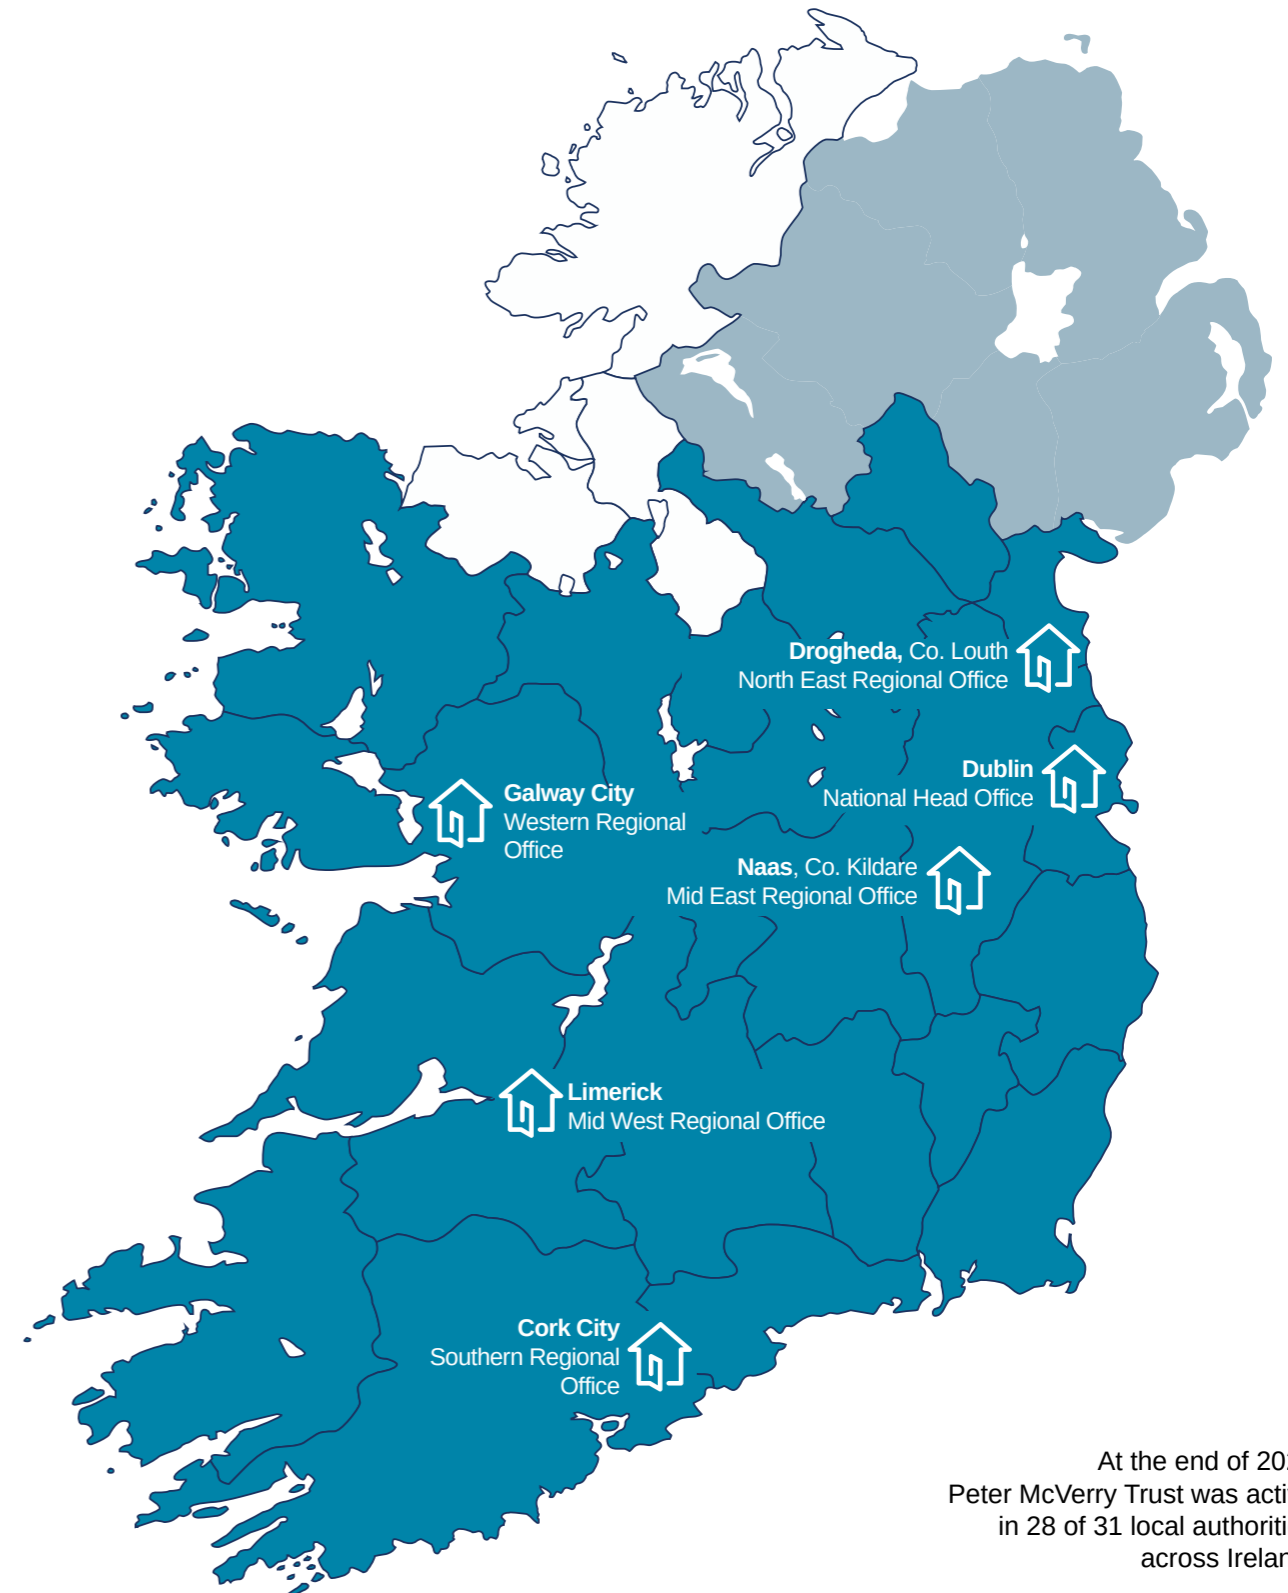 Drogheda, Co. Louth
North East Regional Office
Dublin
National Head Office
Galway City
Western Regional
Office
Naas, Co. Kildare
Mid East Regional Office
Limerick
Mid West Regional Office
Cork City
Southern Regional
Office
At the end of
Peter McVerry Trust was
in 28 of 31 local
across